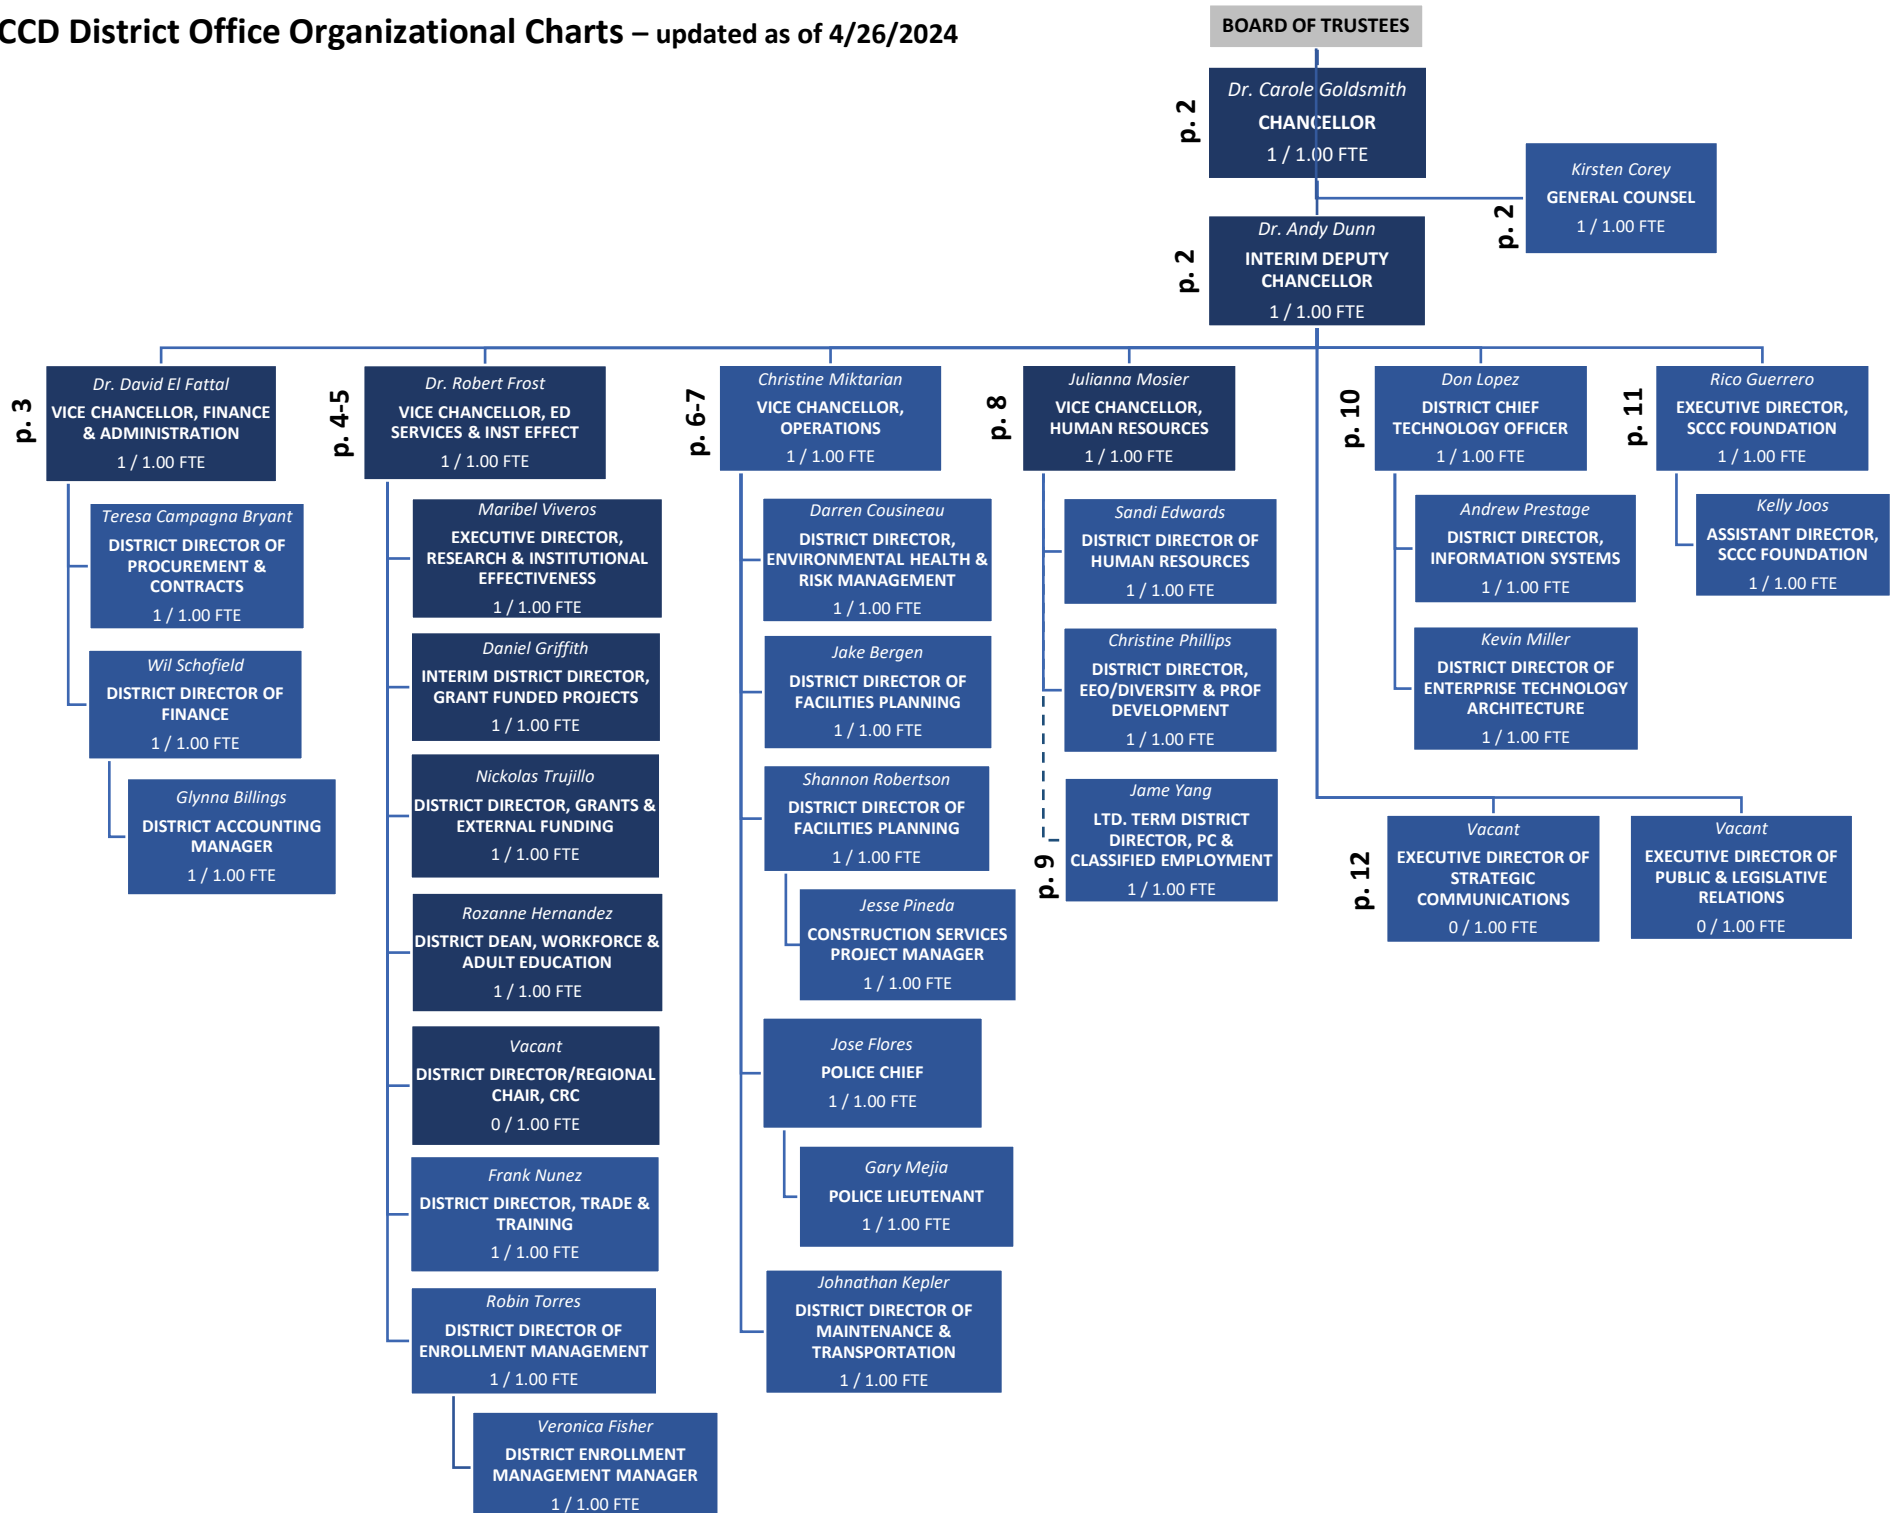 CCD District Office Organizational Charts – updated as of 4/26/2024
BOARD OF TRUSTEES
p. 2
Dr. Carole Goldsmith
CHANCELLOR
1 / 1.00 FTE
p. 2
Kirsten Corey
GENERAL COUNSEL
1 / 1.00 FTE
p. 2
Dr. Andy Dunn
INTERIM DEPUTY
CHANCELLOR
1 / 1.00 FTE
p. 3
Dr. David El Fattal
VICE CHANCELLOR, FINANCE
& ADMINISTRATION
1 / 1.00 FTE
Teresa Campagna Bryant
DISTRICT DIRECTOR OF
PROCUREMENT &
CONTRACTS
1 / 1.00 FTE
Wil Schofield
DISTRICT DIRECTOR OF
FINANCE
1 / 1.00 FTE
Glynna Billings
DISTRICT ACCOUNTING
MANAGER
1 / 1.00 FTE
p. 4-5
Dr. Robert Frost
VICE CHANCELLOR, ED
SERVICES & INST EFFECT
1 / 1.00 FTE
Maribel Viveros
EXECUTIVE DIRECTOR,
RESEARCH & INSTITUTIONAL
EFFECTIVENESS
1 / 1.00 FTE
Daniel Griffith
INTERIM DISTRICT DIRECTOR,
GRANT FUNDED PROJECTS
1 / 1.00 FTE
Nickolas Trujillo
DISTRICT DIRECTOR, GRANTS &
EXTERNAL FUNDING
1 / 1.00 FTE
Rozanne Hernandez
DISTRICT DEAN, WORKFORCE &
ADULT EDUCATION
1 / 1.00 FTE
Vacant
DISTRICT DIRECTOR/REGIONAL
CHAIR, CRC
0 / 1.00 FTE
Frank Nunez
DISTRICT DIRECTOR, TRADE &
TRAINING
1 / 1.00 FTE
Robin Torres
DISTRICT DIRECTOR OF
ENROLLMENT MANAGEMENT
1 / 1.00 FTE
Veronica Fisher
DISTRICT ENROLLMENT
MANAGEMENT MANAGER
1 / 1.00 FTE
p. 6-7
Christine Miktarian
VICE CHANCELLOR,
OPERATIONS
1 / 1.00 FTE
Darren Cousineau
DISTRICT DIRECTOR,
ENVIRONMENTAL HEALTH &
RISK MANAGEMENT
1 / 1.00 FTE
Jake Bergen
DISTRICT DIRECTOR OF
FACILITIES PLANNING
1 / 1.00 FTE
Shannon Robertson
DISTRICT DIRECTOR OF
FACILITIES PLANNING
1 / 1.00 FTE
Jesse Pineda
CONSTRUCTION SERVICES
PROJECT MANAGER
1 / 1.00 FTE
Jose Flores
POLICE CHIEF
1 / 1.00 FTE
Gary Mejia
POLICE LIEUTENANT
1 / 1.00 FTE
Johnathan Kepler
DISTRICT DIRECTOR OF
MAINTENANCE &
TRANSPORTATION
1 / 1.00 FTE
p. 8
Julianna Mosier
VICE CHANCELLOR,
HUMAN RESOURCES
1 / 1.00 FTE
Sandi Edwards
DISTRICT DIRECTOR OF
HUMAN RESOURCES
1 / 1.00 FTE
Christine Phillips
DISTRICT DIRECTOR,
EEO/DIVERSITY & PROF
DEVELOPMENT
1 / 1.00 FTE
p. 9
Jame Yang
LTD. TERM DISTRICT
DIRECTOR, PC &
CLASSIFIED EMPLOYMENT
1 / 1.00 FTE
p. 10
Don Lopez
DISTRICT CHIEF
TECHNOLOGY OFFICER
1 / 1.00 FTE
Andrew Prestage
DISTRICT DIRECTOR,
INFORMATION SYSTEMS
1 / 1.00 FTE
Kevin Miller
DISTRICT DIRECTOR OF
ENTERPRISE TECHNOLOGY
ARCHITECTURE
1 / 1.00 FTE
p. 11
Rico Guerrero
EXECUTIVE DIRECTOR,
SCCC FOUNDATION
1 / 1.00 FTE
Kelly Joos
ASSISTANT DIRECTOR,
SCCC FOUNDATION
1 / 1.00 FTE
p. 12
Vacant
EXECUTIVE DIRECTOR OF
STRATEGIC
COMMUNICATIONS
0 / 1.00 FTE
Vacant
EXECUTIVE DIRECTOR OF
PUBLIC & LEGISLATIVE
RELATIONS
0 / 1.00 FTE